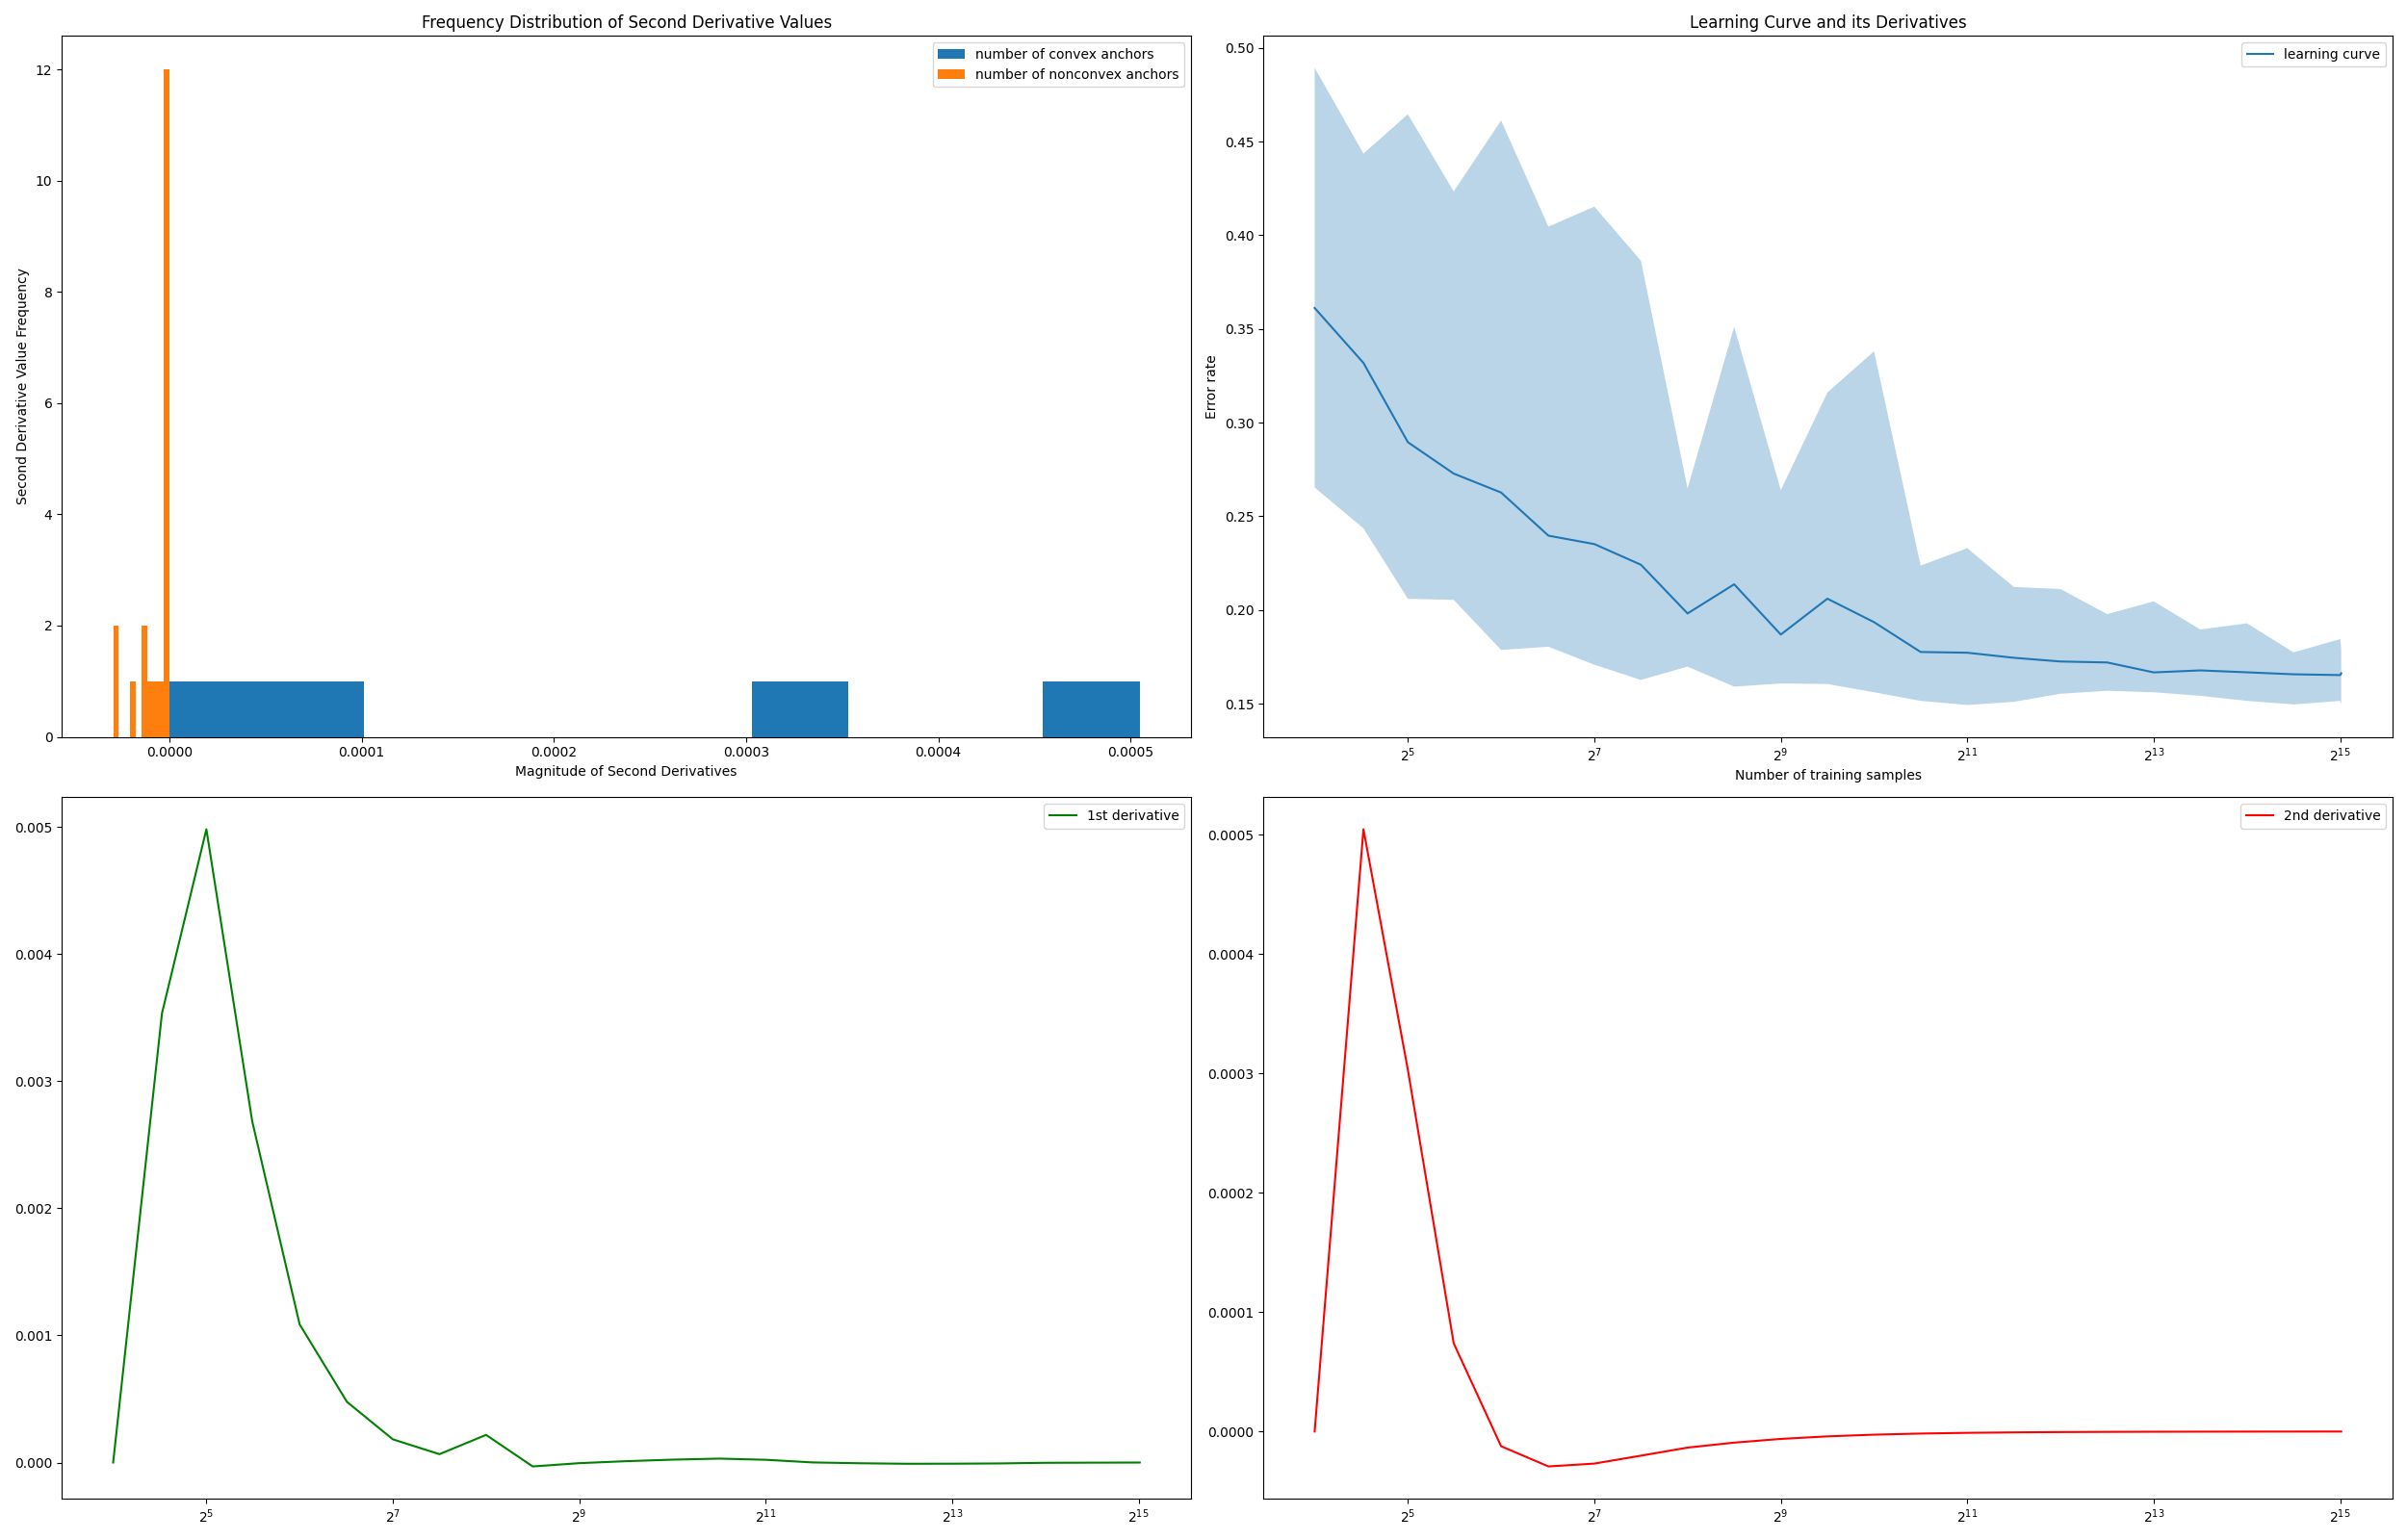 Frequency Distribution of Second Derivative Values
number of convex anchors
number of nonconvex anchors
Second Derivative Value Frequency
12
10
8
6
4
2
0
0.0000 0.0001 0.0002 0.0003 0.0004 0.0005
Magnitude of Second Derivatives
Learning Curve and its Derivatives
learning curve
Error rate
0.50
0.45
0.40
0.35
0.30
0.25
0.20
0.15
2^5 2^7 2^9 2^11 2^13 2^15
Number of training samples
1st derivative
0.005
0.004
0.003
0.002
0.001
0.000
2^5 2^7 2^9 2^11 2^13 2^15
2nd derivative
0.0005
0.0004
0.0003
0.0002
0.0001
0.0000
2^5 2^7 2^9 2^11 2^13 2^15